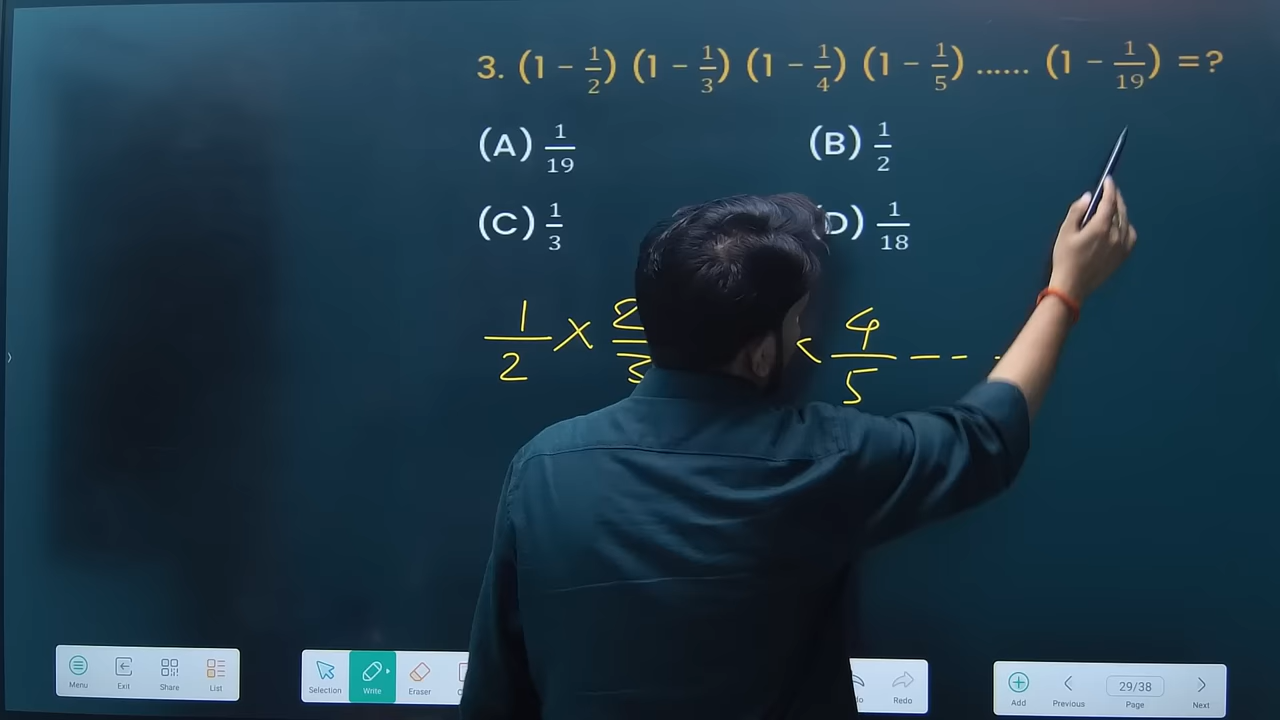 3. (1 - 1/2) (1 - 1/3) (1 - 1/4) (1 - 1/5) ...... (1 - 1/19) = ?
(A) 1/19 (B) 1/2
(C) 1/3 D) 1/18
1/2 × 2/3 4/5 - - -
Menu Exit Share List Selection Write Eraser Redo Add Previous 29/38 Page Next